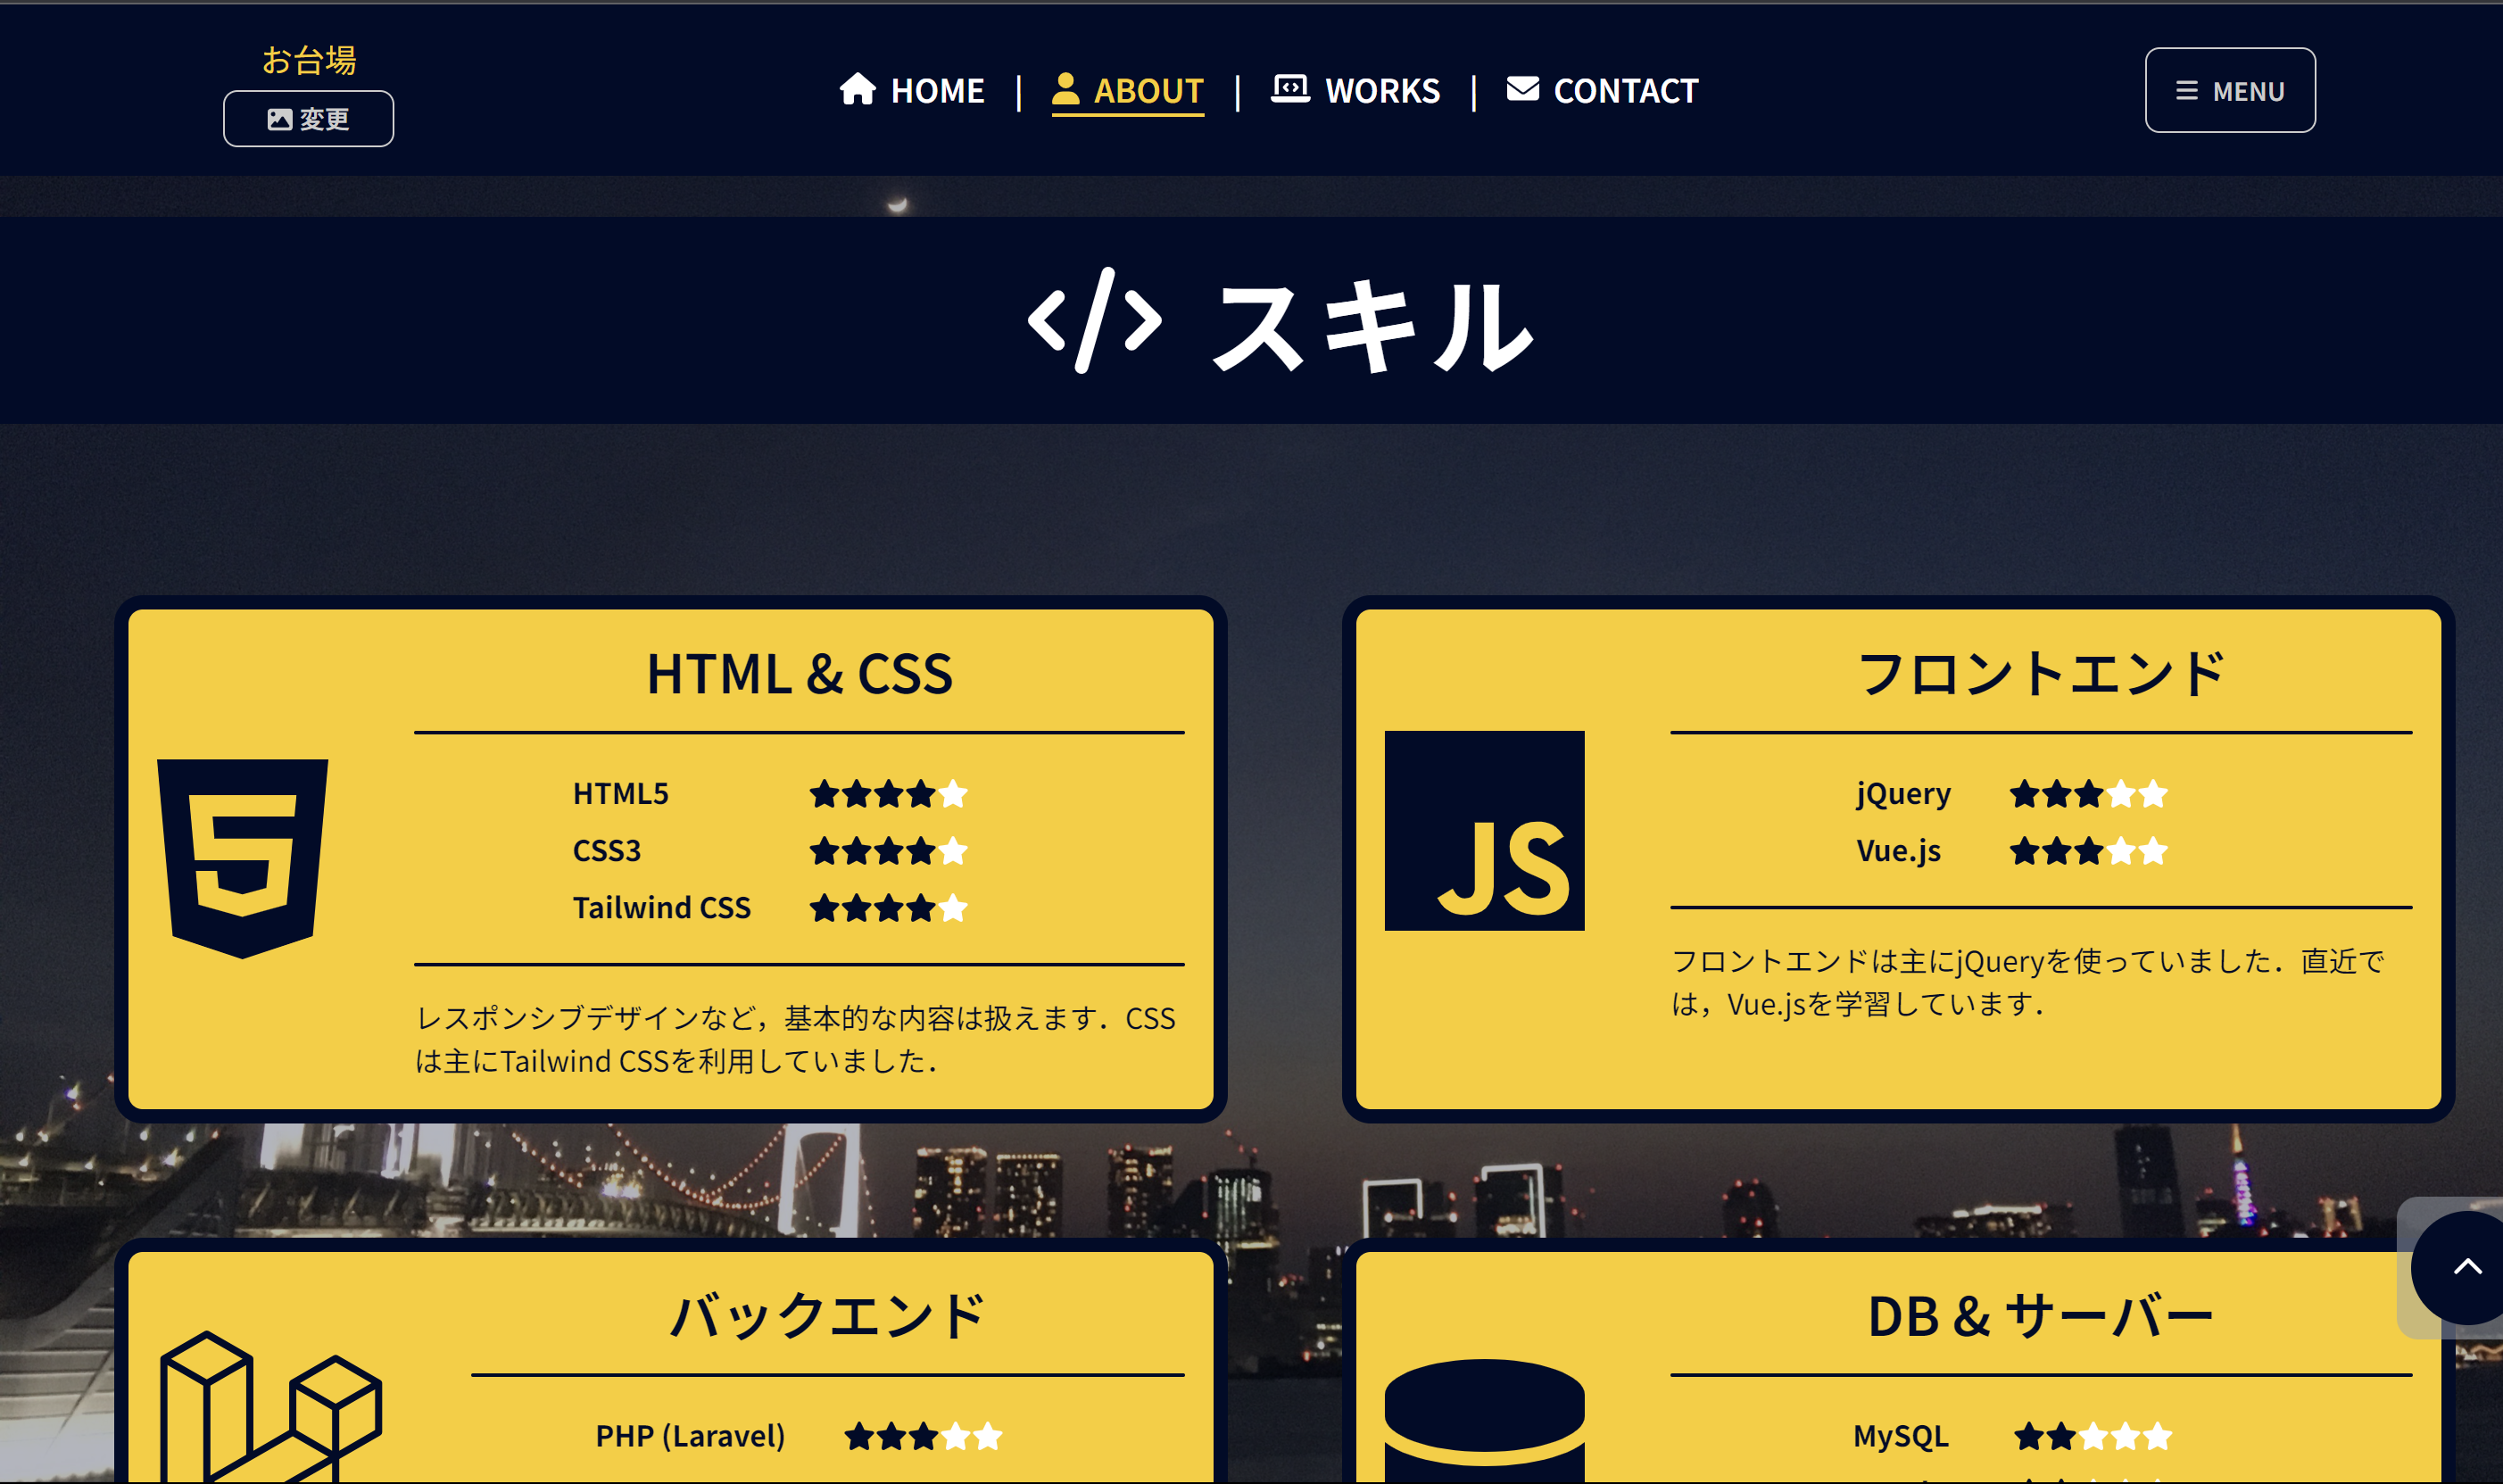 お台場
変更
HOME | ABOUT | WORKS | CONTACT
MENU
スキル
HTML & CSS
HTML5
CSS3
Tailwind CSS
レスポンシブデザインなど，基本的な内容は扱えます．CSS
は主にTailwind CSSを利用していました．
JS
フロントエンド
jQuery
Vue.js
フロントエンドは主にjQueryを使っていました．直近で
は，Vue.jsを学習しています．
バックエンド
PHP (Laravel)
DB & サーバー
MySQL